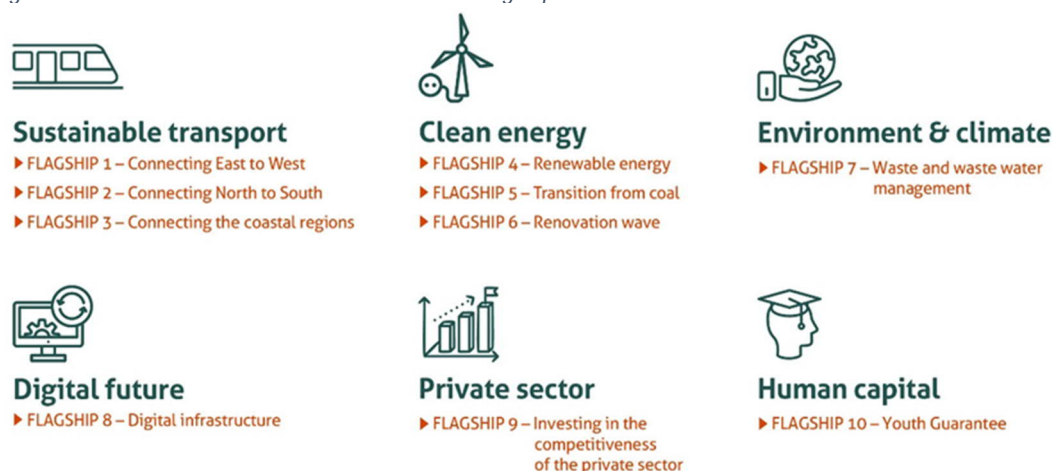 Sustainable transport
FLAGSHIP 1 – Connecting East to West
FLAGSHIP 2 – Connecting North to South
FLAGSHIP 3 – Connecting the coastal regions
Clean energy
FLAGSHIP 4 – Renewable energy
FLAGSHIP 5 – Transition from coal
FLAGSHIP 6 – Renovation wave
Environment & climate
FLAGSHIP 7 – Waste and waste water
management
Digital future
FLAGSHIP 8 – Digital infrastructure
Private sector
FLAGSHIP 9 – Investing in the
competitiveness
of the private sector
Human capital
FLAGSHIP 10 – Youth Guarantee